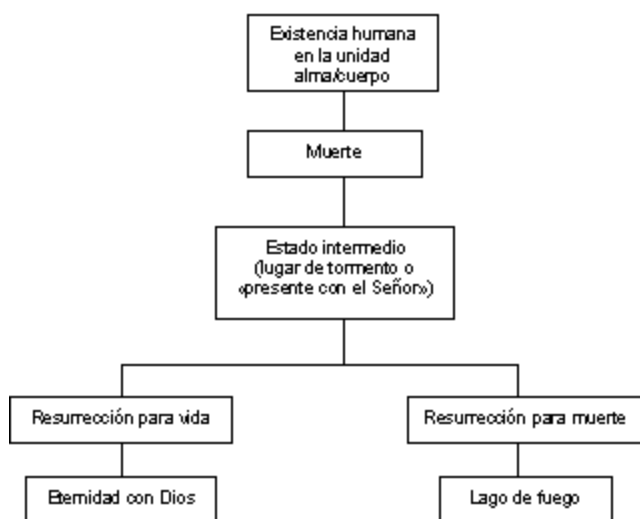 Existencia humana
en la unidad
alma/cuerpo
Muerte
Estado intermedio
(lugar de tormento o
«presente con el Señor»)
Resurrección para vida
Resurrección para muerte
Eternidad con Dios
Lago de fuego